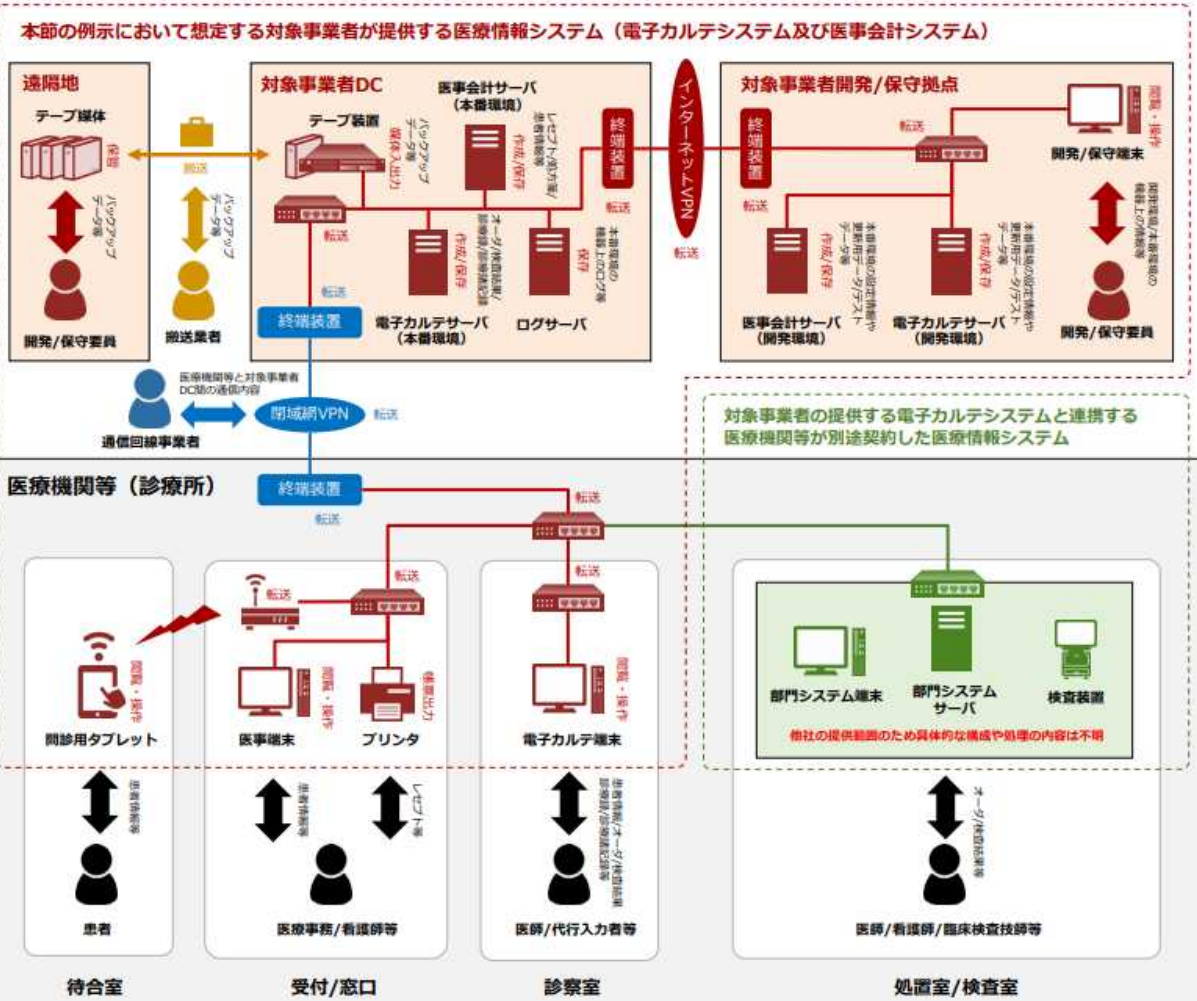 本節の例示において想定する対象事業者が提供する医療情報システム（電子カルテシステム及び医事会計システム）
遠隔地
テープ媒体
保管
バックアップ
データ等
開発/保守要員
搬送
バックアップ
データ等
搬送業者
対象事業者DC
テープ装置
バックアップ
データ等
媒体入出力
医事会計サーバ
（本番環境）
レセプト/処方箋/
患者情報等
作成/保存
終端装置
転送
転送
オーダ/検査結果/
診療録/診療諸記録
作成/保存
電子カルテサーバ
（本番環境）
本番環境の
機器上のログ等
保存
ログサーバ
転送
終端装置
インターネットVPN
転送
対象事業者開発/保守拠点
終端装置
転送
転送
閲覧・操作
開発/保守端末
本番環境の設定情報や
更新用データ/テスト
データ等
作成/保存
医事会計サーバ
（開発環境）
本番環境の設定情報や
更新用データ/テスト
データ等
作成/保存
電子カルテサーバ
（開発環境）
開発環境/本番環境の
機器上の情報等
開発/保守要員
医療機関等と対象事業者
DC間の通信内容
通信回線事業者
閉域網VPN
転送
対象事業者の提供する電子カルテシステムと連携する
医療機関等が別途契約した医療情報システム
医療機関等（診療所）
終端装置
転送
転送
転送
転送
転送
閲覧・操作
問診用タブレット
閲覧・操作
医事端末
帳票出力
プリンタ
閲覧・操作
電子カルテ端末
部門システム端末
部門システム
サーバ
検査装置
他社の提供範囲のため具体的な構成や処理の内容は不明
患者情報等
患者
患者情報等
レセプト等
医療事務/看護師等
患者情報/オーダ/検査結果
診療録/診療諸記録等
医師/代行入力者等
オーダ/検査結果等
医師/看護師/臨床検査技師等
待合室
受付/窓口
診察室
処置室/検査室